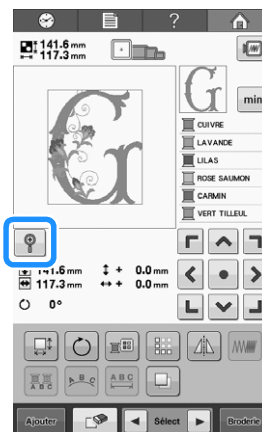 ?
141.6 mm
117.3 mm
G
G
min
CUIVRE
LAVANDE
LILAS
ROSE SAUMON
CARMIN
VERT TILLEUL
141.6 mm + 0.0 mm
117.3 mm + 0.0 mm
0°
A B C
A B C
A B C
Ajouter
Sélect
Broderie